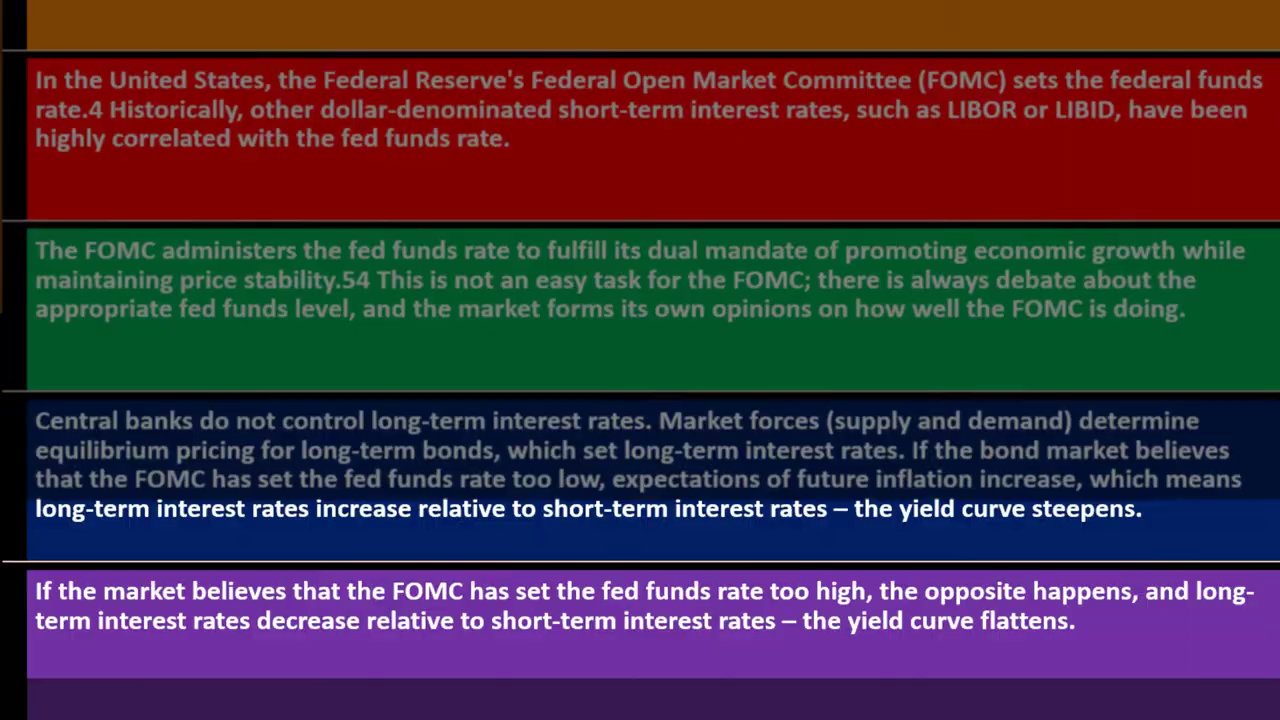 In the United States, the Federal Reserve's Federal Open Market Committee (FOMC) sets the federal funds
rate.4 Historically, other dollar-denominated short-term interest rates, such as LIBOR or LIBID, have been
highly correlated with the fed funds rate.
The FOMC administers the fed funds rate to fulfill its dual mandate of promoting economic growth while
maintaining price stability.54 This is not an easy task for the FOMC; there is always debate about the
appropriate fed funds level, and the market forms its own opinions on how well the FOMC is doing.
Central banks do not control long-term interest rates. Market forces (supply and demand) determine
equilibrium pricing for long-term bonds, which set long-term interest rates. If the bond market believes
that the FOMC has set the fed funds rate too low, expectations of future inflation increase, which means
long-term interest rates increase relative to short-term interest rates – the yield curve steepens.
If the market believes that the FOMC has set the fed funds rate too high, the opposite happens, and long-
term interest rates decrease relative to short-term interest rates – the yield curve flattens.